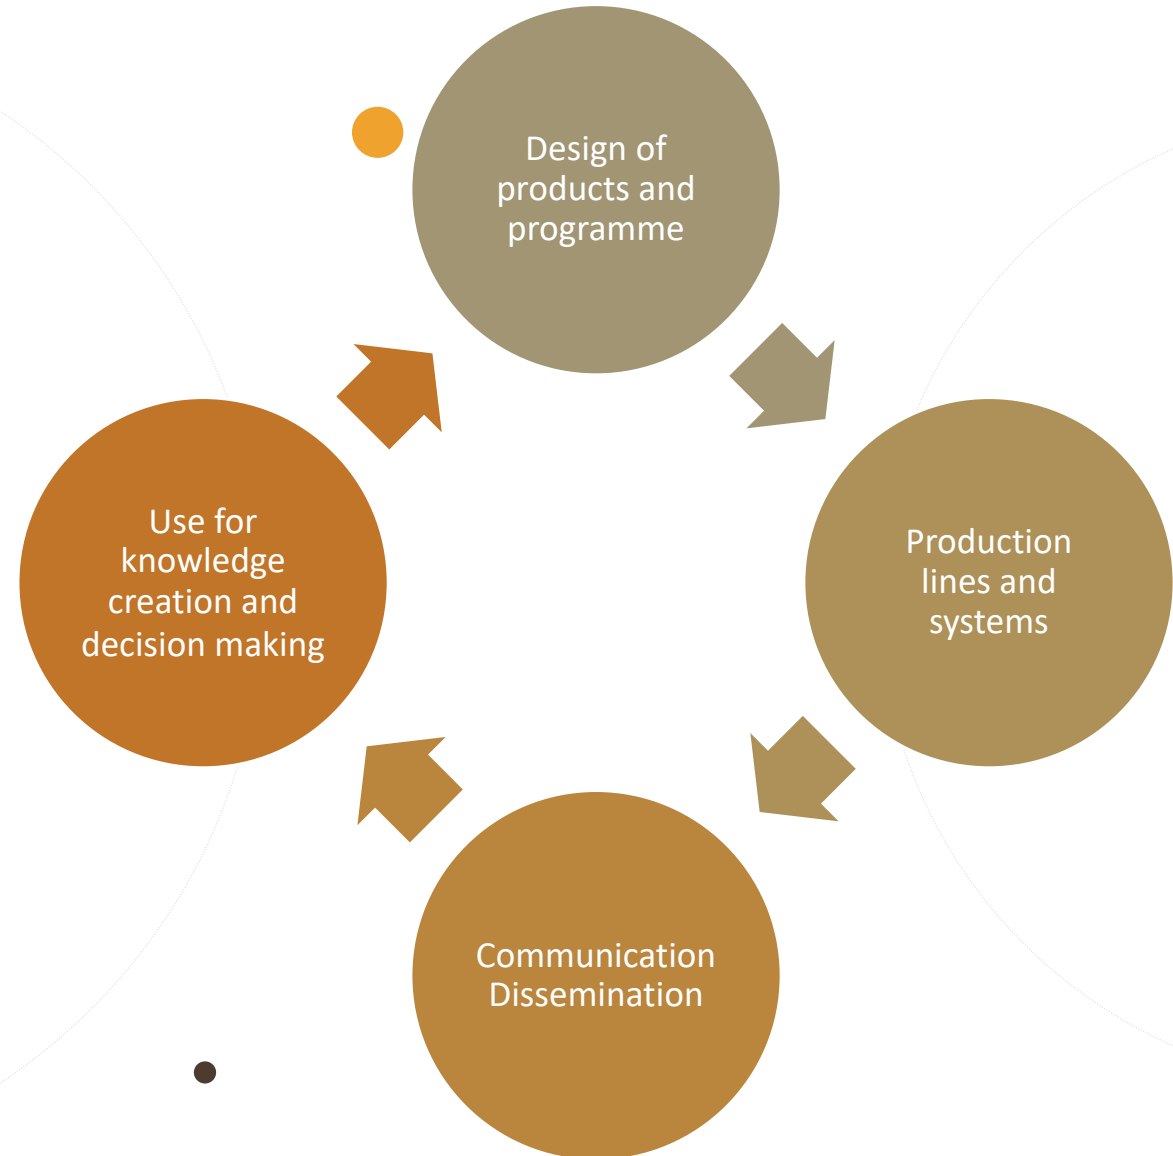 Design of
products and
programme
Production
lines and
systems
Communication
Dissemination
Use for
knowledge
creation and
decision making